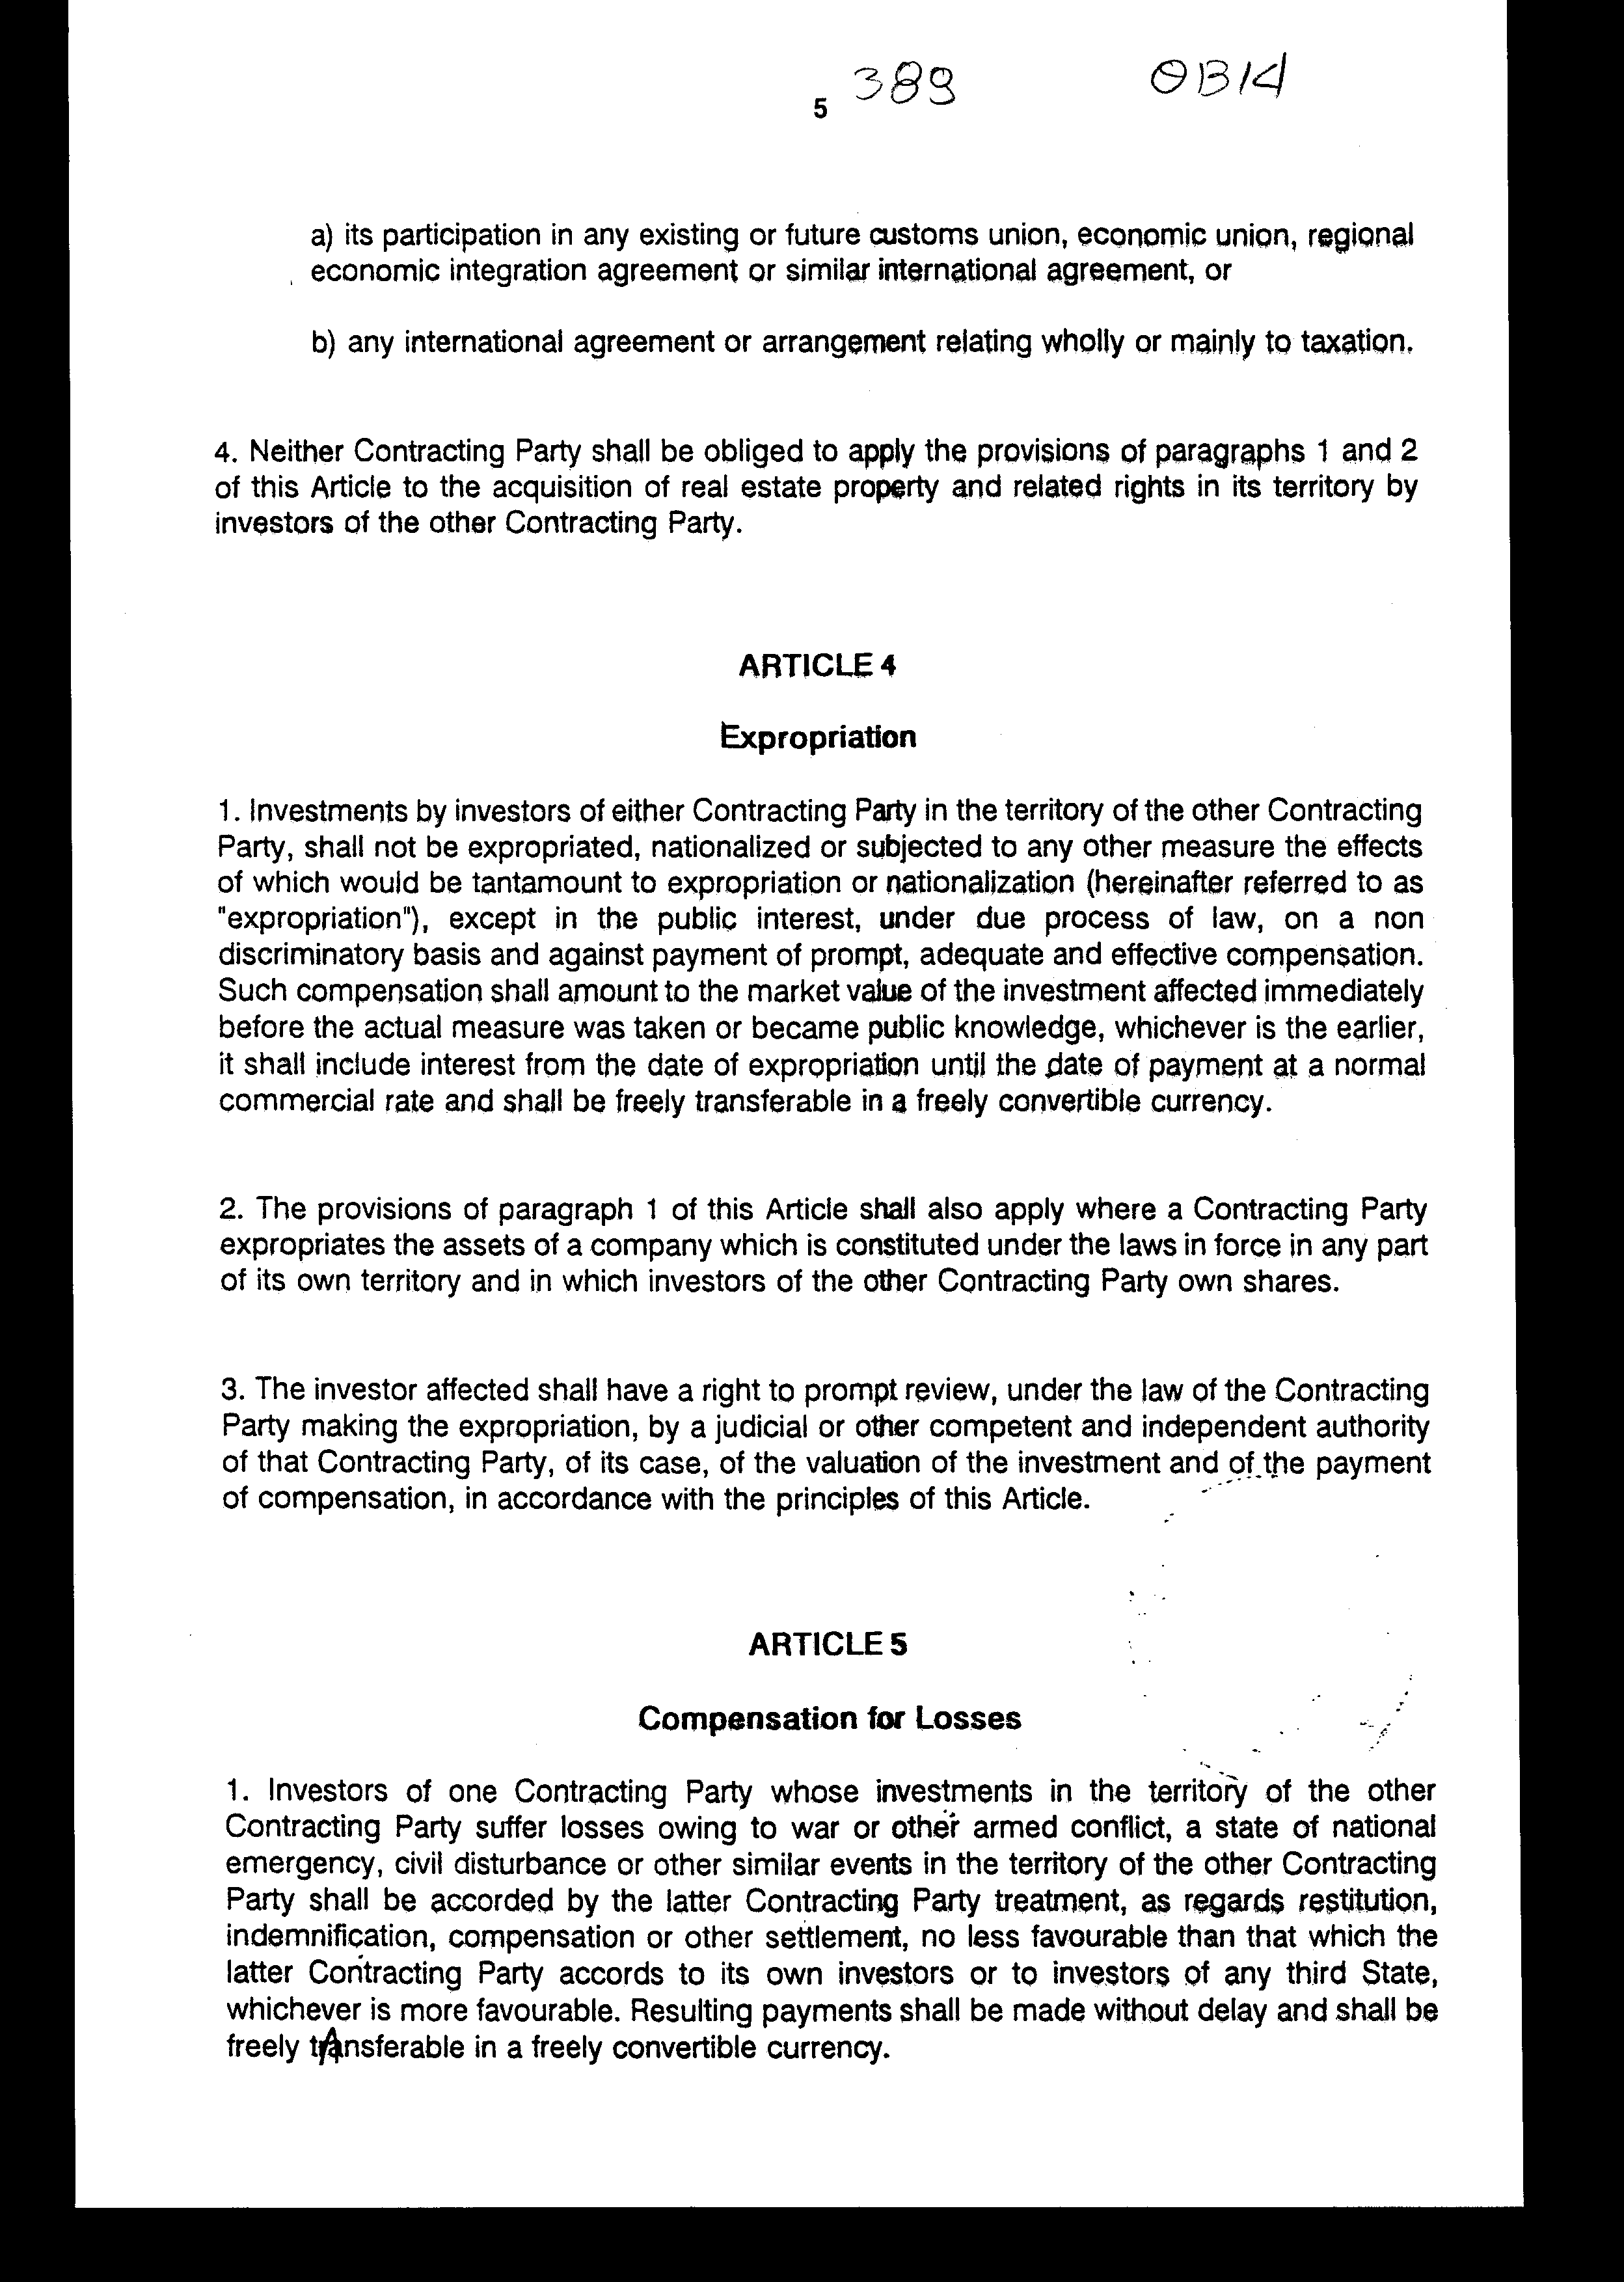 5 389 ΘB14
a) its participation in any existing or future customs union, economic union, regional
economic integration agreement or similar international agreement, or
b) any international agreement or arrangement relating wholly or mainly to taxation.
4. Neither Contracting Party shall be obliged to apply the provisions of paragraphs 1 and 2
of this Article to the acquisition of real estate property and related rights in its territory by
investors of the other Contracting Party.
ARTICLE 4
Expropriation
1. Investments by investors of either Contracting Party in the territory of the other Contracting
Party, shall not be expropriated, nationalized or subjected to any other measure the effects
of which would be tantamount to expropriation or nationalization (hereinafter referred to as
"expropriation"), except in the public interest, under due process of law, on a non
discriminatory basis and against payment of prompt, adequate and effective compensation.
Such compensation shall amount to the market value of the investment affected immediately
before the actual measure was taken or became public knowledge, whichever is the earlier,
it shall include interest from the date of expropriation until the date of payment at a normal
commercial rate and shall be freely transferable in a freely convertible currency.
2. The provisions of paragraph 1 of this Article shall also apply where a Contracting Party
expropriates the assets of a company which is constituted under the laws in force in any part
of its own territory and in which investors of the other Contracting Party own shares.
3. The investor affected shall have a right to prompt review, under the law of the Contracting
Party making the expropriation, by a judicial or other competent and independent authority
of that Contracting Party, of its case, of the valuation of the investment and of the payment
of compensation, in accordance with the principles of this Article.
ARTICLE 5
Compensation for Losses
1. Investors of one Contracting Party whose investments in the territory of the other
Contracting Party suffer losses owing to war or other armed conflict, a state of national
emergency, civil disturbance or other similar events in the territory of the other Contracting
Party shall be accorded by the latter Contracting Party treatment, as regards restitution,
indemnification, compensation or other settlement, no less favourable than that which the
latter Contracting Party accords to its own investors or to investors of any third State,
whichever is more favourable. Resulting payments shall be made without delay and shall be
freely transferable in a freely convertible currency.